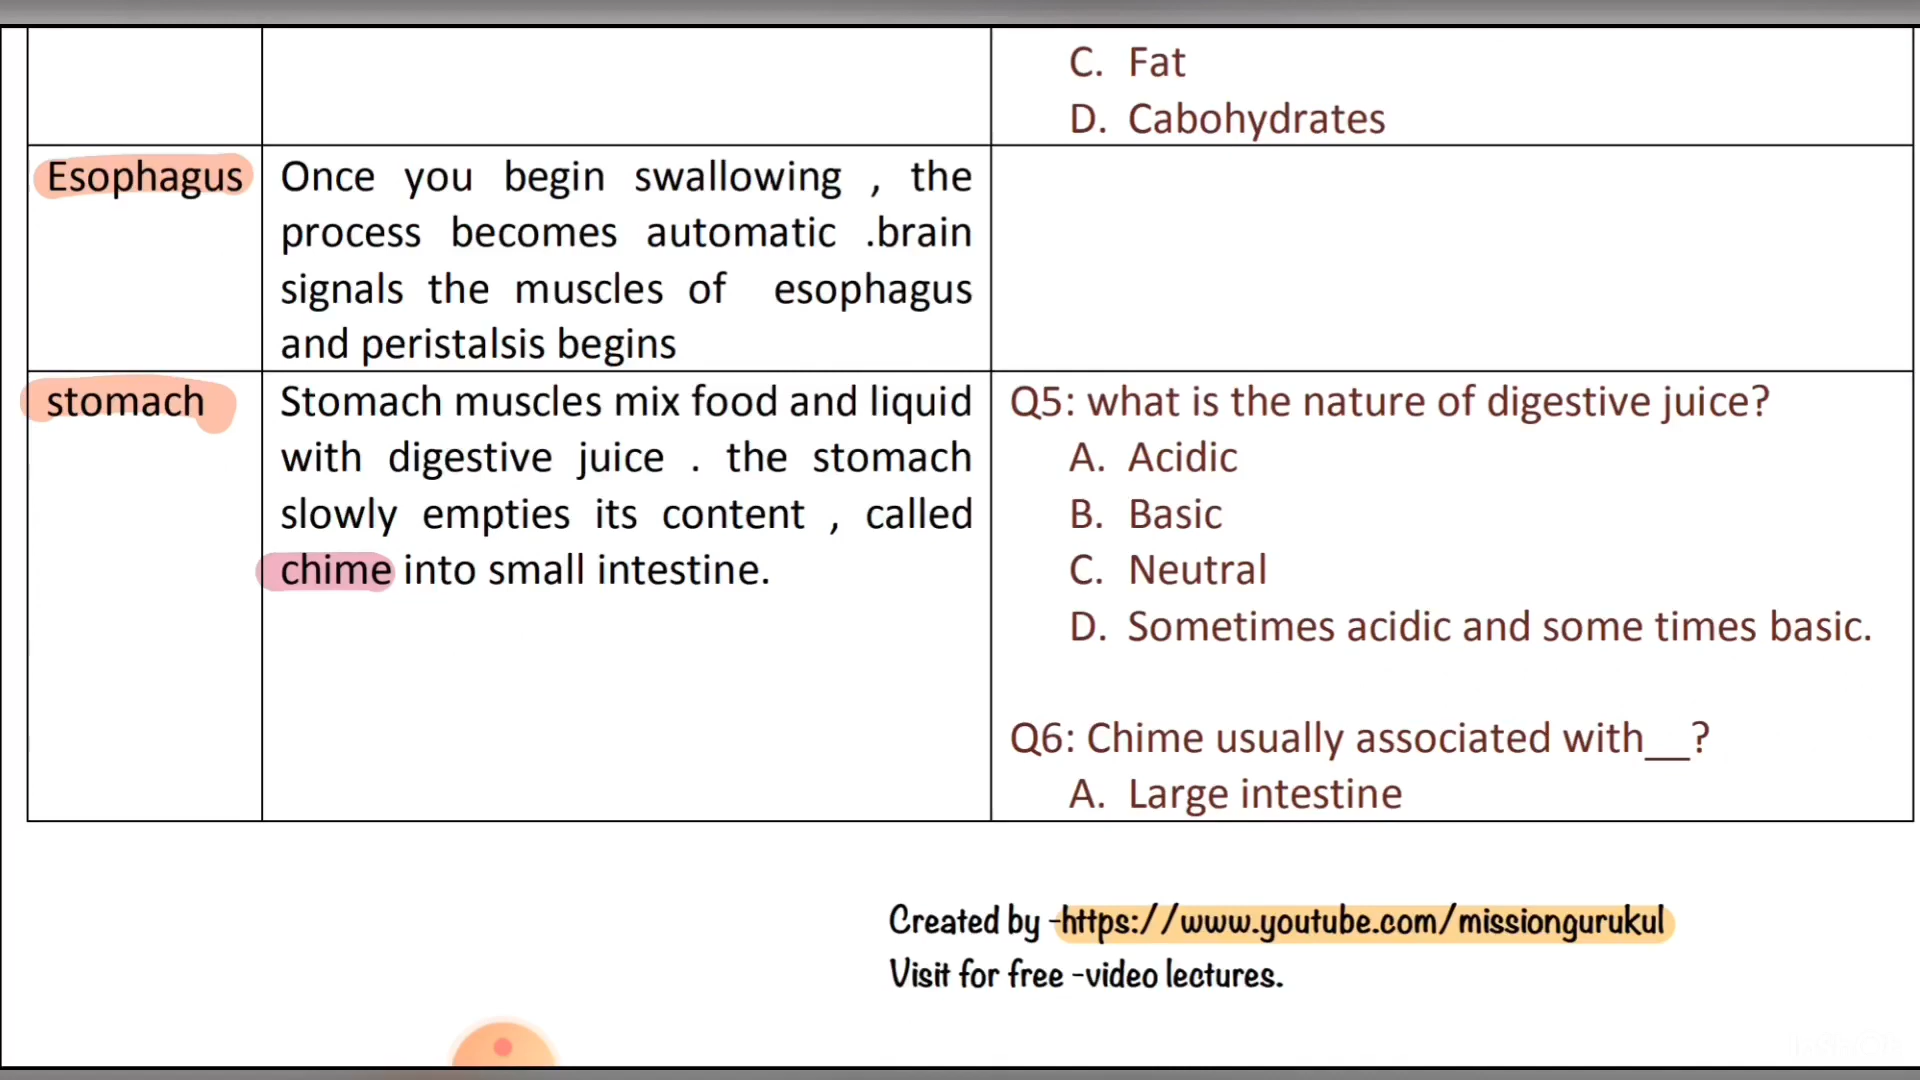 C. Fat
D. Cabohydrates
Esophagus
Once you begin swallowing , the
process becomes automatic .brain
signals the muscles of esophagus
and peristalsis begins
stomach
Stomach muscles mix food and liquid
with digestive juice . the stomach
slowly empties its content , called
chime into small intestine.
Q5: what is the nature of digestive juice?
A. Acidic
B. Basic
C. Neutral
D. Sometimes acidic and some times basic.
Q6: Chime usually associated with__?
A. Large intestine
Created by -https://www.youtube.com/missiongurukul
Visit for free -video lectures.